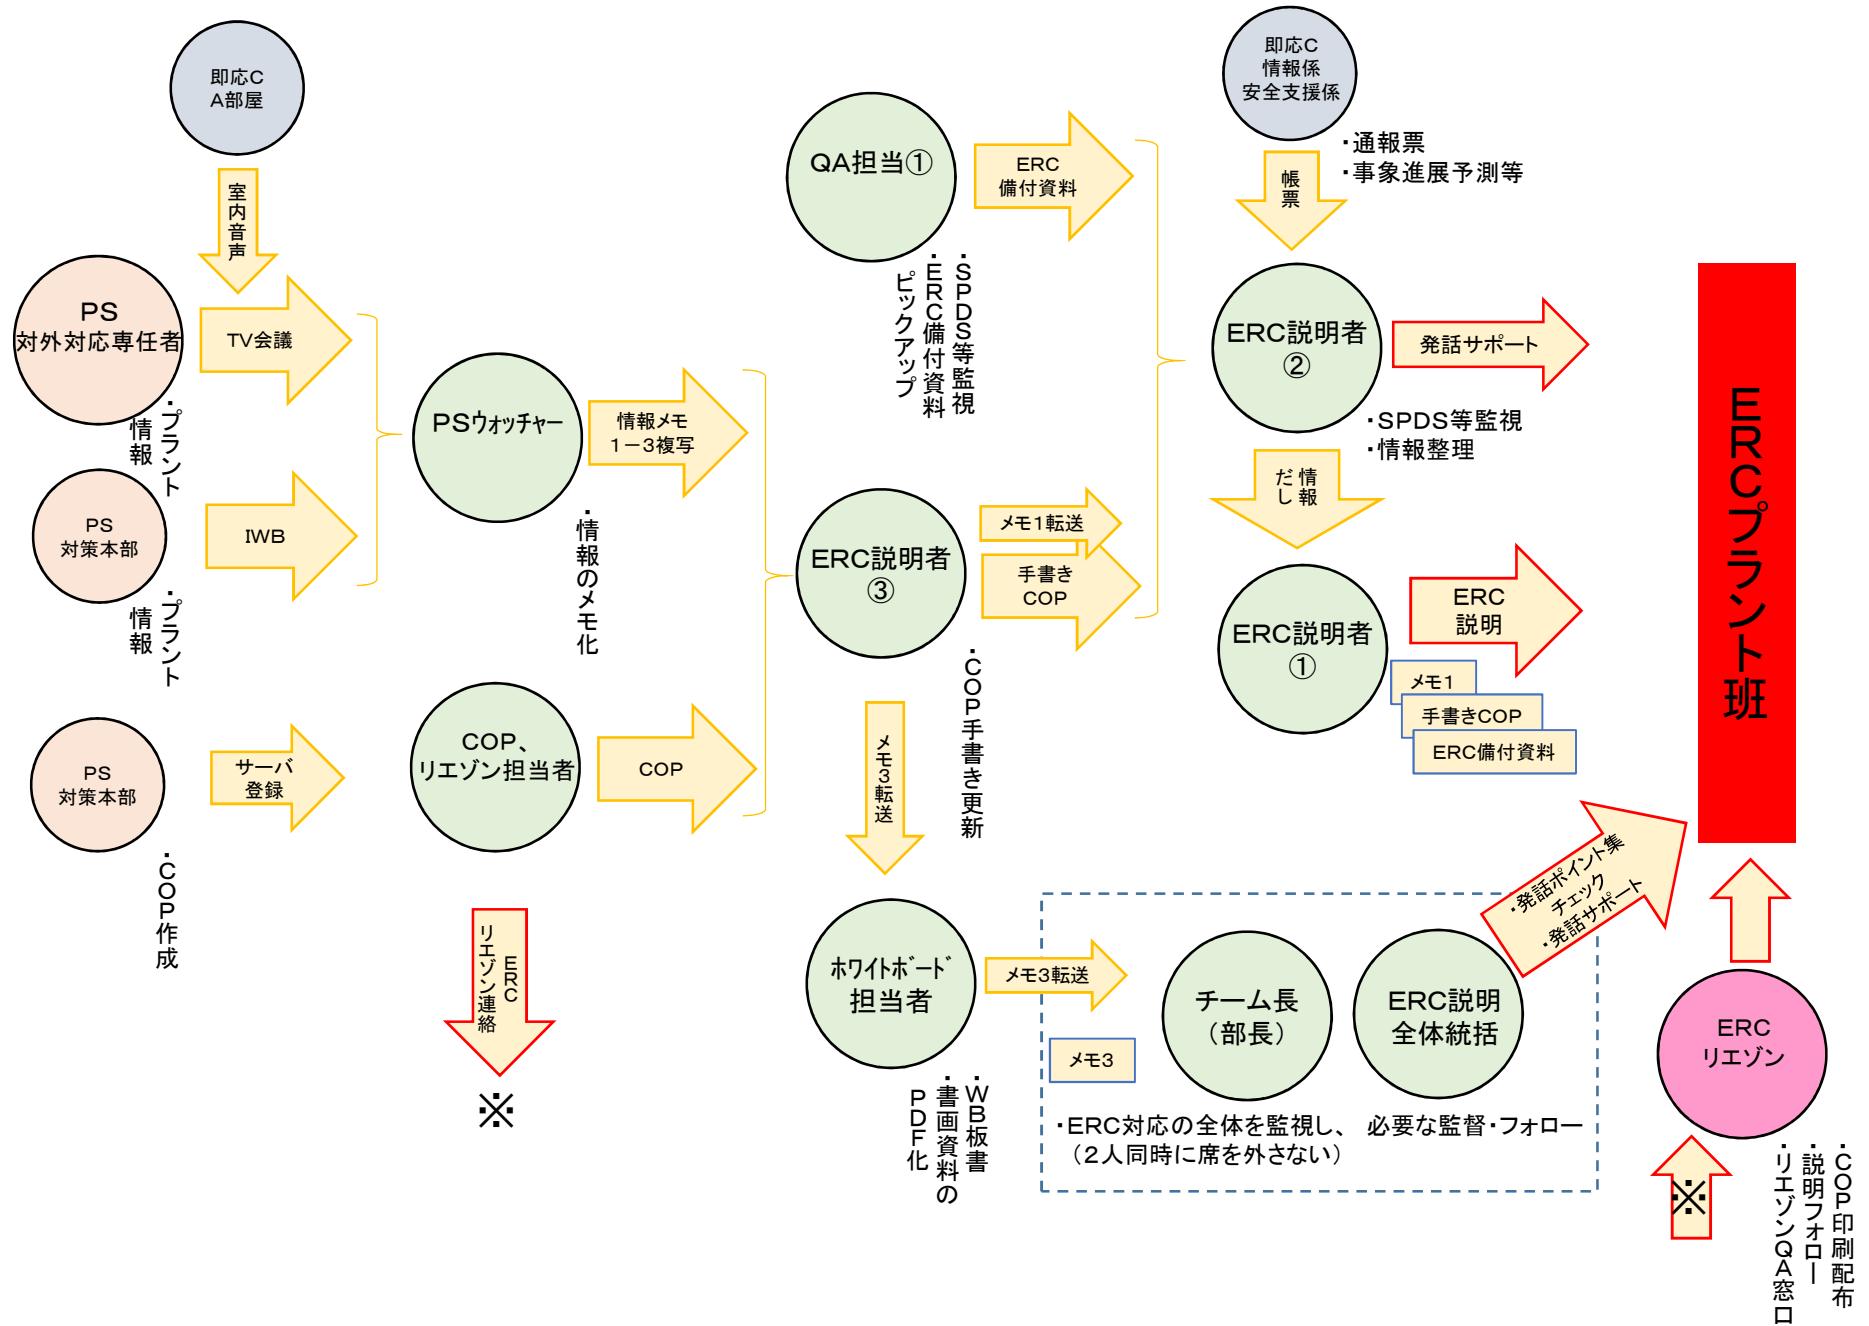 即応C
A部屋
室内音声
PS
対外対応専任者
・プラント
情報
TV会議
PS
対策本部
・プラント
情報
IWB
PS
対策本部
・COP作成
サーバ
登録
PSウォッチャー
・情報のメモ化
情報メモ
1－3複写
COP、
リエゾン担当者
COP
ERC
リエゾン連絡
※
QA担当①
・SPDS等監視
・ERC備付資料
ピックアップ
ERC
備付資料
ERC説明者
③
・COP手書き更新
メモ1転送
手書き
COP
メモ3転送
ホワイトボード
担当者
・WB板書
・書画資料の
PDF化
メモ3転送
メモ3
チーム長
（部長）
ERC説明
全体統括
・ERC対応の全体を監視し、 必要な監督・フォロー
（2人同時に席を外さない）
・発話ポイント集
チェック
・発話サポート
即応C
情報係
安全支援係
・通報票
・事象進展予測等
帳票
ERC説明者
②
・SPDS等監視
・情報整理
発話サポート
情報
だし
ERC説明者
①
ERC
説明
メモ1
手書きCOP
ERC備付資料
ERCプラント班
ERC
リエゾン
・COP印刷配布
・説明フォロー
・リエゾンQA窓口
※